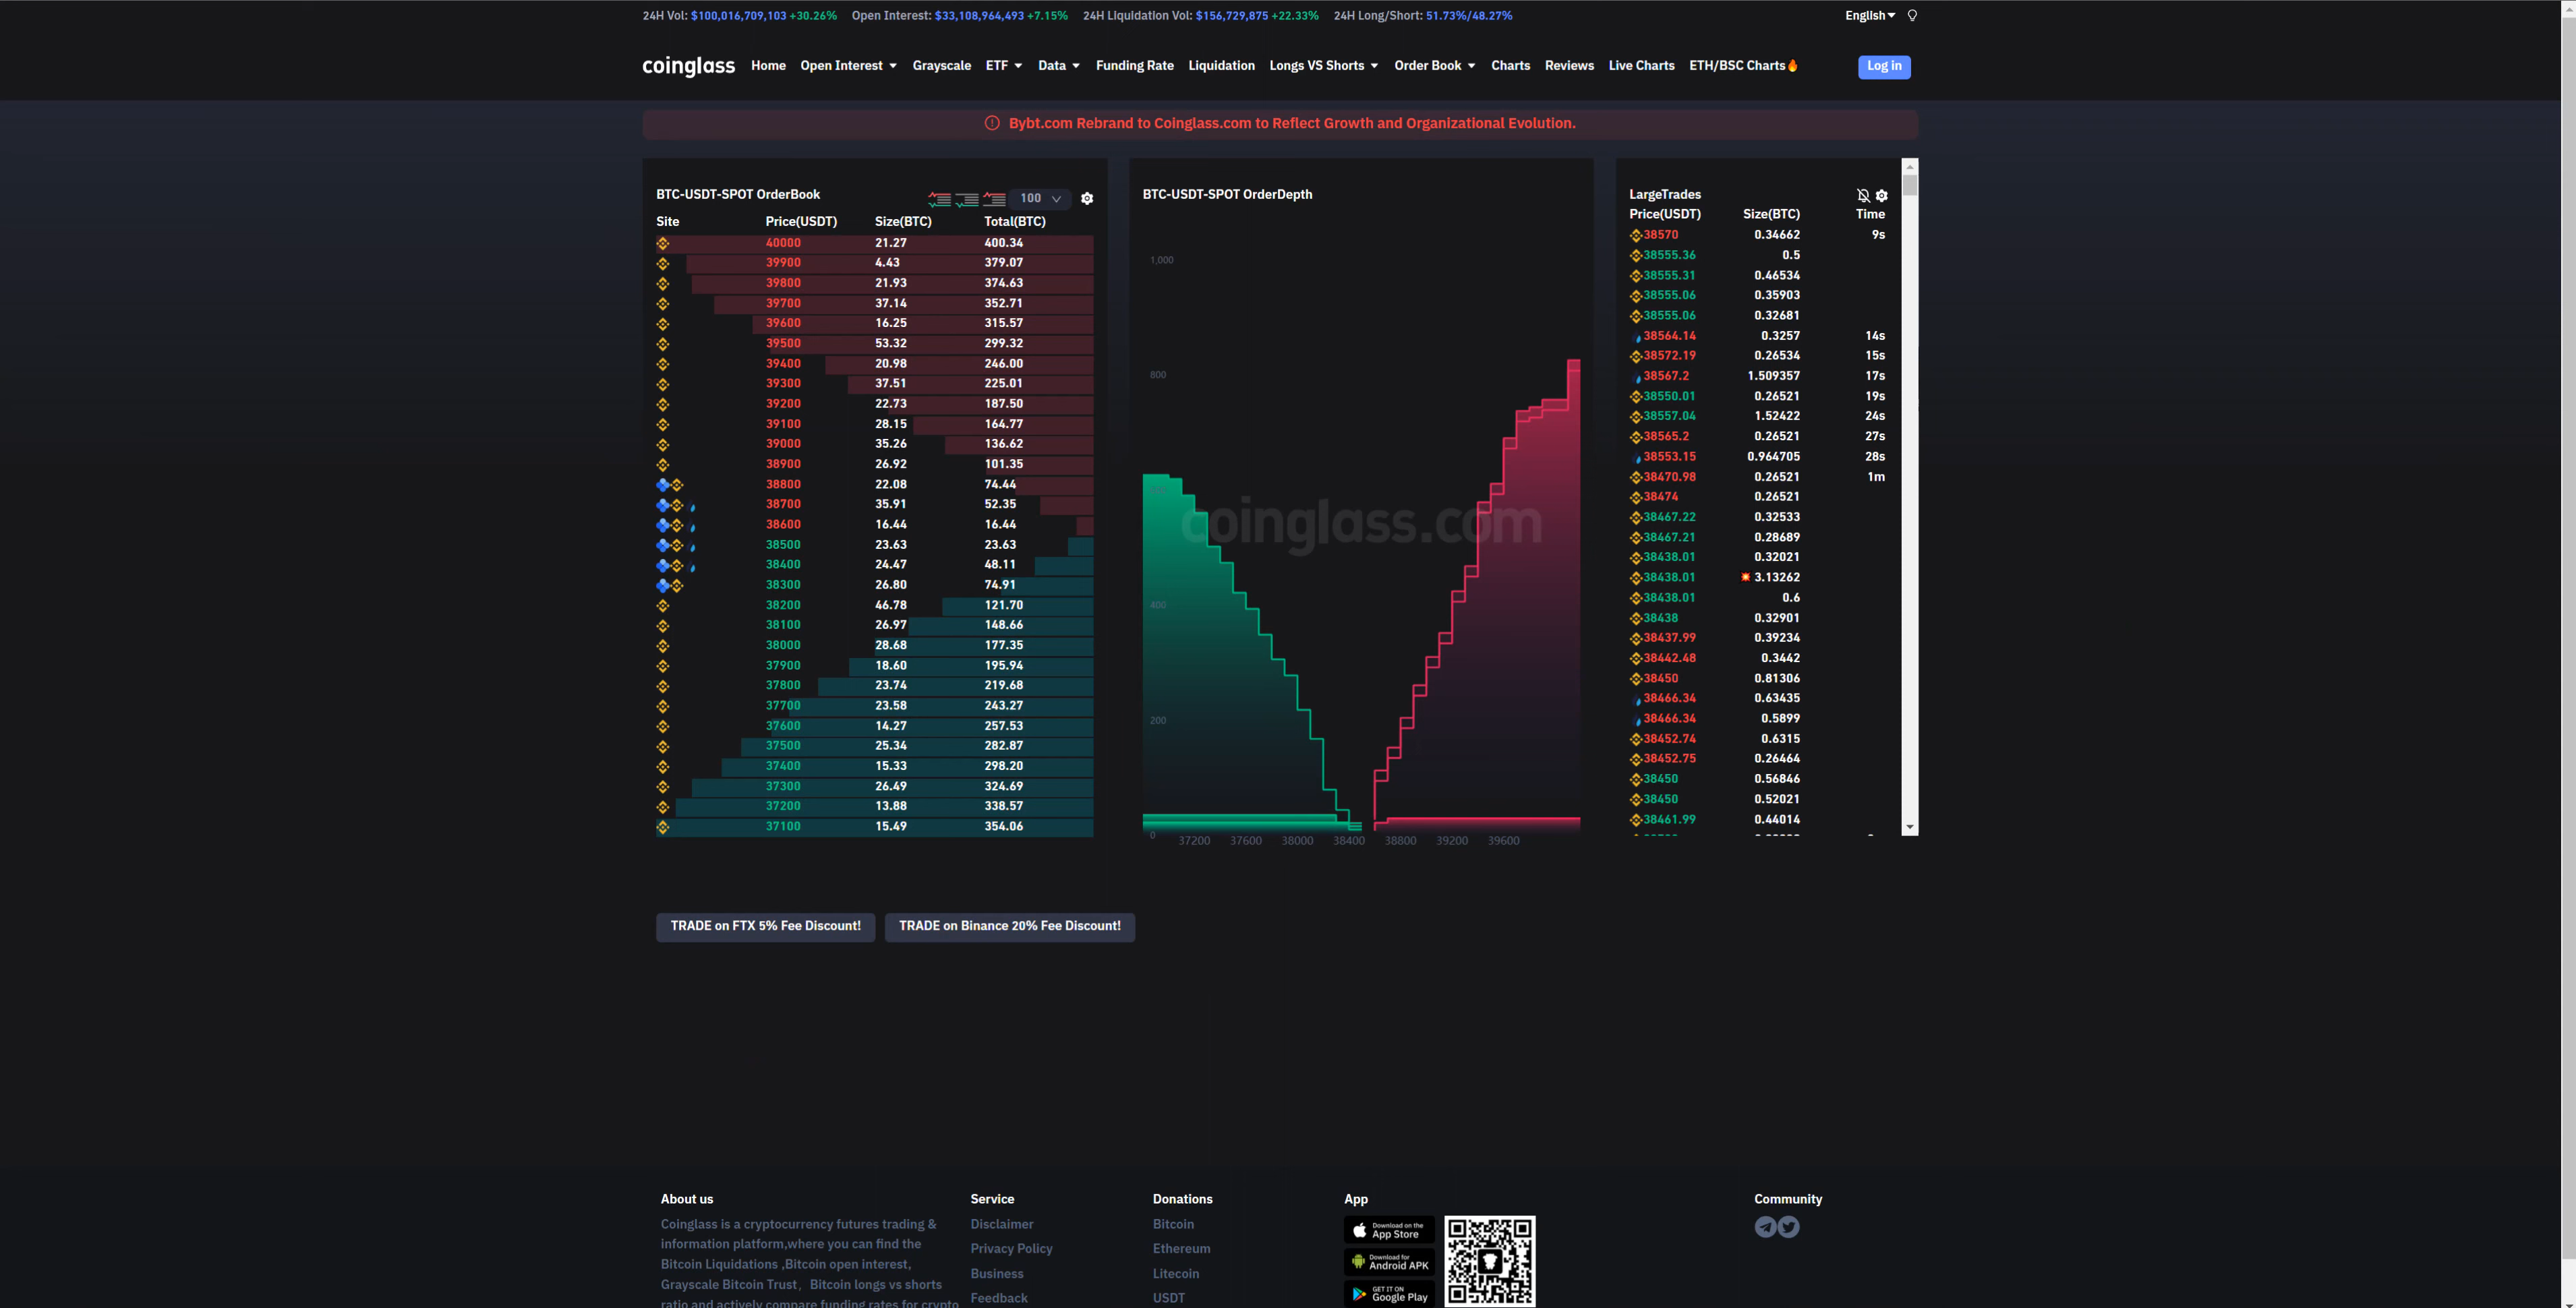 24H Vol: $100,016,709,103 +30.26% Open Interest: $33,108,964,493 +7.15% 24H Liquidation Vol: $156,729,875 +22.33% 24H Long/Short: 51.73%/48.27% English
coinglass Home Open Interest Grayscale ETF Data Funding Rate Liquidation Longs VS Shorts Order Book Charts Reviews Live Charts ETH/BSC Charts🔥 Log in
Bybt.com Rebrand to Coinglass.com to Reflect Growth and Organizational Evolution.
BTC-USDT-SPOT OrderBook 100
Site Price(USDT) Size(BTC) Total(BTC)
40000 21.27 400.34
39900 4.43 379.07
39800 21.93 374.63
39700 37.14 352.71
39600 16.25 315.57
39500 53.32 299.32
39400 20.98 246.00
39300 37.51 225.01
39200 22.73 187.50
39100 28.15 164.77
39000 35.26 136.62
38900 26.92 101.35
38800 22.08 74.44
38700 35.91 52.35
38600 16.44 16.44
38500 23.63 23.63
38400 24.47 48.11
38300 26.80 74.91
38200 46.78 121.70
38100 26.97 148.66
38000 28.68 177.35
37900 18.60 195.94
37800 23.74 219.68
37700 23.58 243.27
37600 14.27 257.53
37500 25.34 282.87
37400 15.33 298.20
37300 26.49 324.69
37200 13.88 338.57
37100 15.49 354.06
BTC-USDT-SPOT OrderDepth
1,000
800
400
200
0
coinglass.com
37200 37600 38000 38400 38800 39200 39600
LargeTrades
Price(USDT) Size(BTC) Time
38570 0.34662 9s
38555.36 0.5
38555.31 0.46534
38555.06 0.35903
38555.06 0.32681
38564.14 0.3257 14s
38572.19 0.26534 15s
38567.2 1.509357 17s
38550.01 0.26521 19s
38557.04 1.52422 24s
38565.2 0.26521 27s
38553.15 0.964705 28s
38470.98 0.26521 1m
38474 0.26521
38467.22 0.32533
38467.21 0.28689
38438.01 0.32021
38438.01 💥 3.13262
38438.01 0.6
38438 0.32901
38437.99 0.39234
38442.48 0.3442
38450 0.81306
38466.34 0.63435
38466.34 0.5899
38452.74 0.6315
38452.75 0.26464
38450 0.56846
38450 0.52021
38461.99 0.44014
TRADE on FTX 5% Fee Discount! TRADE on Binance 20% Fee Discount!
About us
Coinglass is a cryptocurrency futures trading &
information platform,where you can find the
Bitcoin Liquidations ,Bitcoin open interest,
Grayscale Bitcoin Trust，Bitcoin longs vs shorts
ratio and actively compare funding rates for crypto
Service
Disclaimer
Privacy Policy
Business
Feedback
Donations
Bitcoin
Ethereum
Litecoin
USDT
App
Download on the
App Store
Download for
Android APK
GET IT ON
Google Play
Community